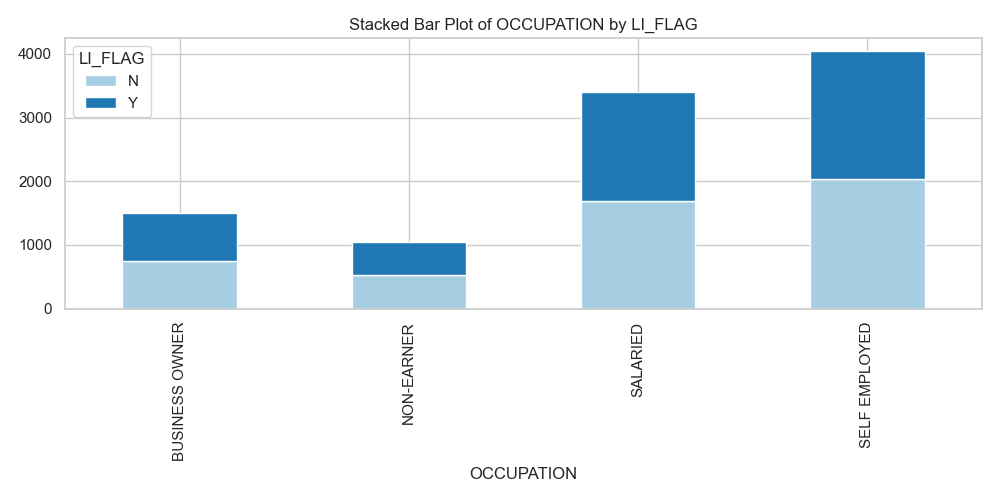 Stacked Bar Plot of OCCUPATION by LI_FLAG
LI_FLAG
N
Y
4000
3000
2000
1000
0
BUSINESS OWNER
NON-EARNER
SALARIED
SELF EMPLOYED
OCCUPATION